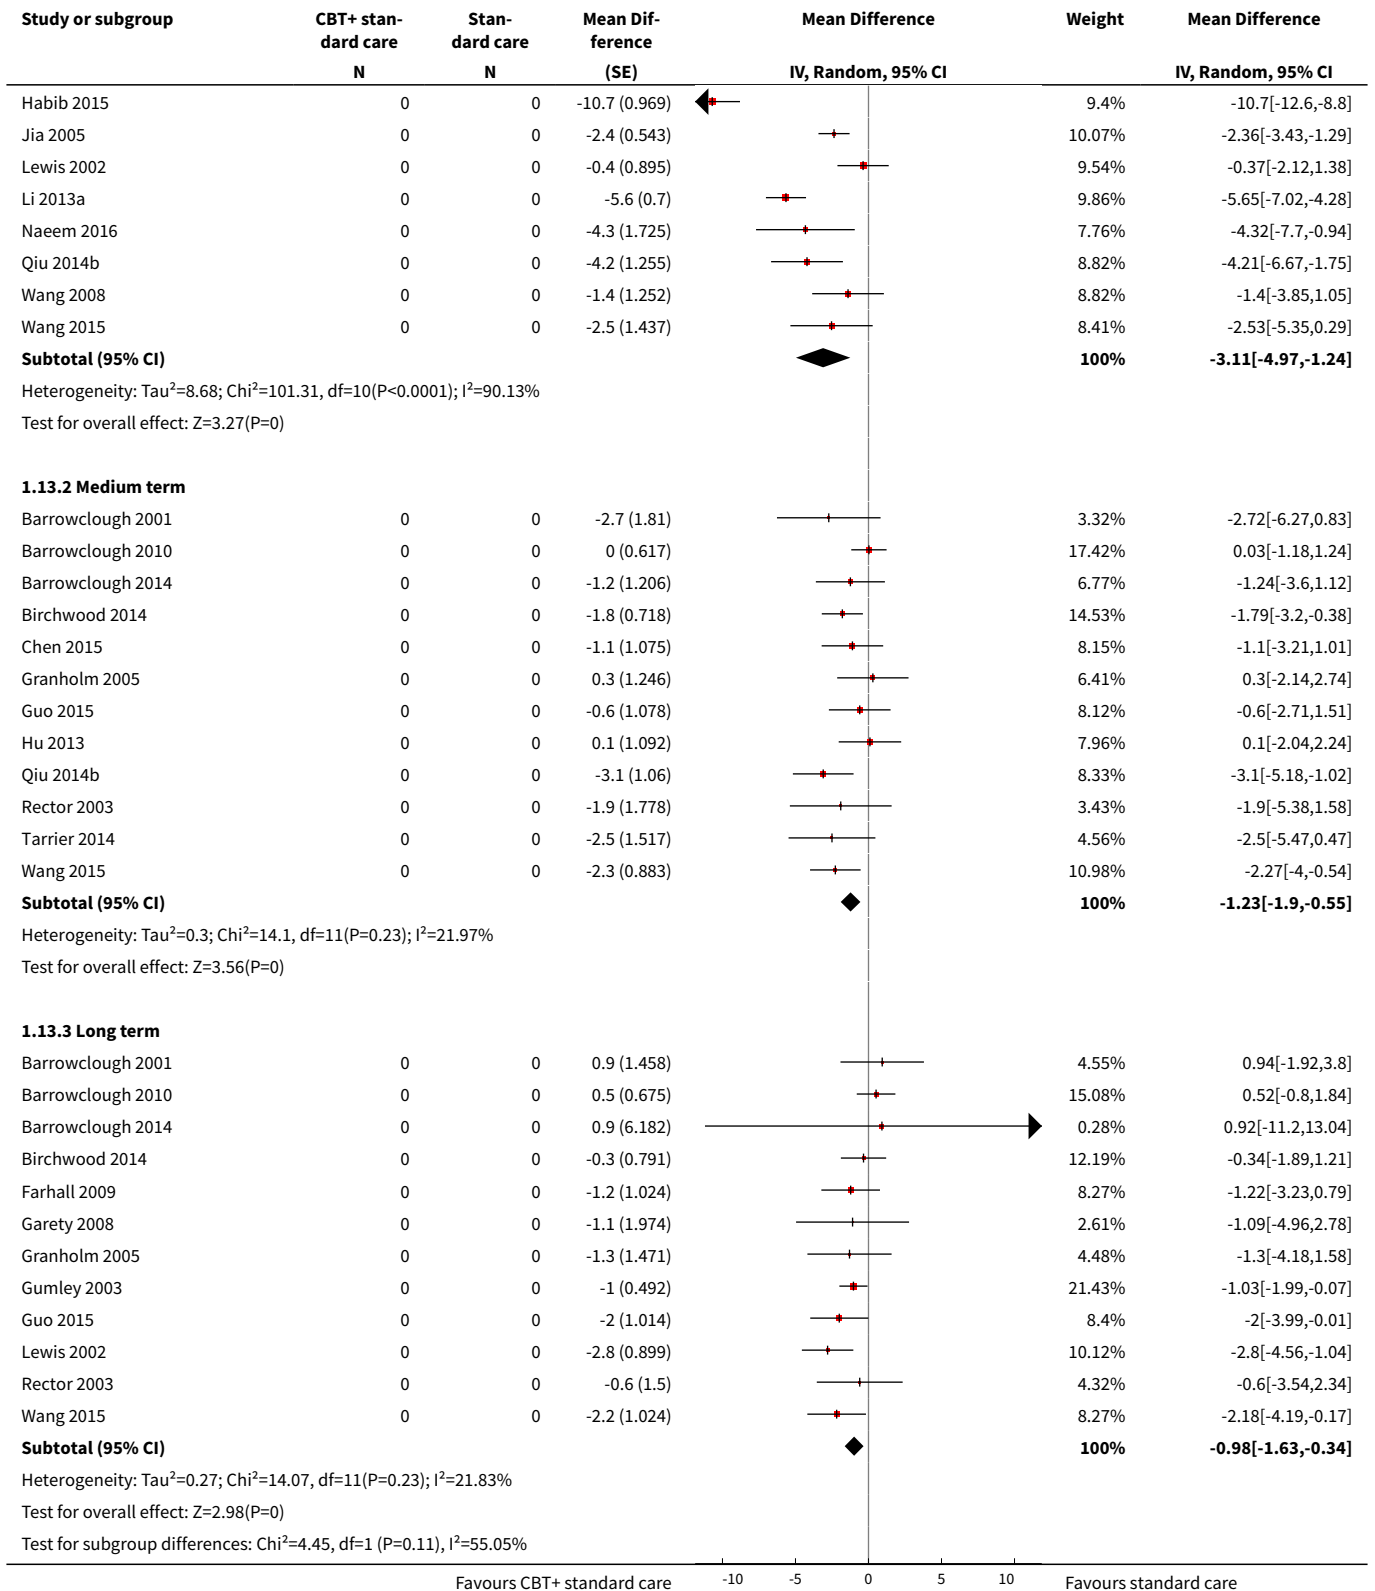 Study or subgroup CBT+ stan- Stan- Mean Dif- Mean Difference Weight Mean Difference
dard care dard care ference
N N (SE) IV, Random, 95% CI IV, Random, 95% CI
Habib 2015 0 0 -10.7 (0.969) 9.4% -10.7[-12.6,-8.8]
Jia 2005 0 0 -2.4 (0.543) 10.07% -2.36[-3.43,-1.29]
Lewis 2002 0 0 -0.4 (0.895) 9.54% -0.37[-2.12,1.38]
Li 2013a 0 0 -5.6 (0.7) 9.86% -5.65[-7.02,-4.28]
Naeem 2016 0 0 -4.3 (1.725) 7.76% -4.32[-7.7,-0.94]
Qiu 2014b 0 0 -4.2 (1.255) 8.82% -4.21[-6.67,-1.75]
Wang 2008 0 0 -1.4 (1.252) 8.82% -1.4[-3.85,1.05]
Wang 2015 0 0 -2.5 (1.437) 8.41% -2.53[-5.35,0.29]
Subtotal (95% CI) 100% -3.11[-4.97,-1.24]
Heterogeneity: Tau²=8.68; Chi²=101.31, df=10(P<0.0001); I²=90.13%
Test for overall effect: Z=3.27(P=0)
1.13.2 Medium term
Barrowclough 2001 0 0 -2.7 (1.81) 3.32% -2.72[-6.27,0.83]
Barrowclough 2010 0 0 0 (0.617) 17.42% 0.03[-1.18,1.24]
Barrowclough 2014 0 0 -1.2 (1.206) 6.77% -1.24[-3.6,1.12]
Birchwood 2014 0 0 -1.8 (0.718) 14.53% -1.79[-3.2,-0.38]
Chen 2015 0 0 -1.1 (1.075) 8.15% -1.1[-3.21,1.01]
Granholm 2005 0 0 0.3 (1.246) 6.41% 0.3[-2.14,2.74]
Guo 2015 0 0 -0.6 (1.078) 8.12% -0.6[-2.71,1.51]
Hu 2013 0 0 0.1 (1.092) 7.96% 0.1[-2.04,2.24]
Qiu 2014b 0 0 -3.1 (1.06) 8.33% -3.1[-5.18,-1.02]
Rector 2003 0 0 -1.9 (1.778) 3.43% -1.9[-5.38,1.58]
Tarrier 2014 0 0 -2.5 (1.517) 4.56% -2.5[-5.47,0.47]
Wang 2015 0 0 -2.3 (0.883) 10.98% -2.27[-4,-0.54]
Subtotal (95% CI) 100% -1.23[-1.9,-0.55]
Heterogeneity: Tau²=0.3; Chi²=14.1, df=11(P=0.23); I²=21.97%
Test for overall effect: Z=3.56(P=0)
1.13.3 Long term
Barrowclough 2001 0 0 0.9 (1.458) 4.55% 0.94[-1.92,3.8]
Barrowclough 2010 0 0 0.5 (0.675) 15.08% 0.52[-0.8,1.84]
Barrowclough 2014 0 0 0.9 (6.182) 0.28% 0.92[-11.2,13.04]
Birchwood 2014 0 0 -0.3 (0.791) 12.19% -0.34[-1.89,1.21]
Farhall 2009 0 0 -1.2 (1.024) 8.27% -1.22[-3.23,0.79]
Garety 2008 0 0 -1.1 (1.974) 2.61% -1.09[-4.96,2.78]
Granholm 2005 0 0 -1.3 (1.471) 4.48% -1.3[-4.18,1.58]
Gumley 2003 0 0 -1 (0.492) 21.43% -1.03[-1.99,-0.07]
Guo 2015 0 0 -2 (1.014) 8.4% -2[-3.99,-0.01]
Lewis 2002 0 0 -2.8 (0.899) 10.12% -2.8[-4.56,-1.04]
Rector 2003 0 0 -0.6 (1.5) 4.32% -0.6[-3.54,2.34]
Wang 2015 0 0 -2.2 (1.024) 8.27% -2.18[-4.19,-0.17]
Subtotal (95% CI) 100% -0.98[-1.63,-0.34]
Heterogeneity: Tau²=0.27; Chi²=14.07, df=11(P=0.23); I²=21.83%
Test for overall effect: Z=2.98(P=0)
Test for subgroup differences: Chi²=4.45, df=1 (P=0.11), I²=55.05%
Favours CBT+ standard care -10 -5 0 5 10 Favours standard care